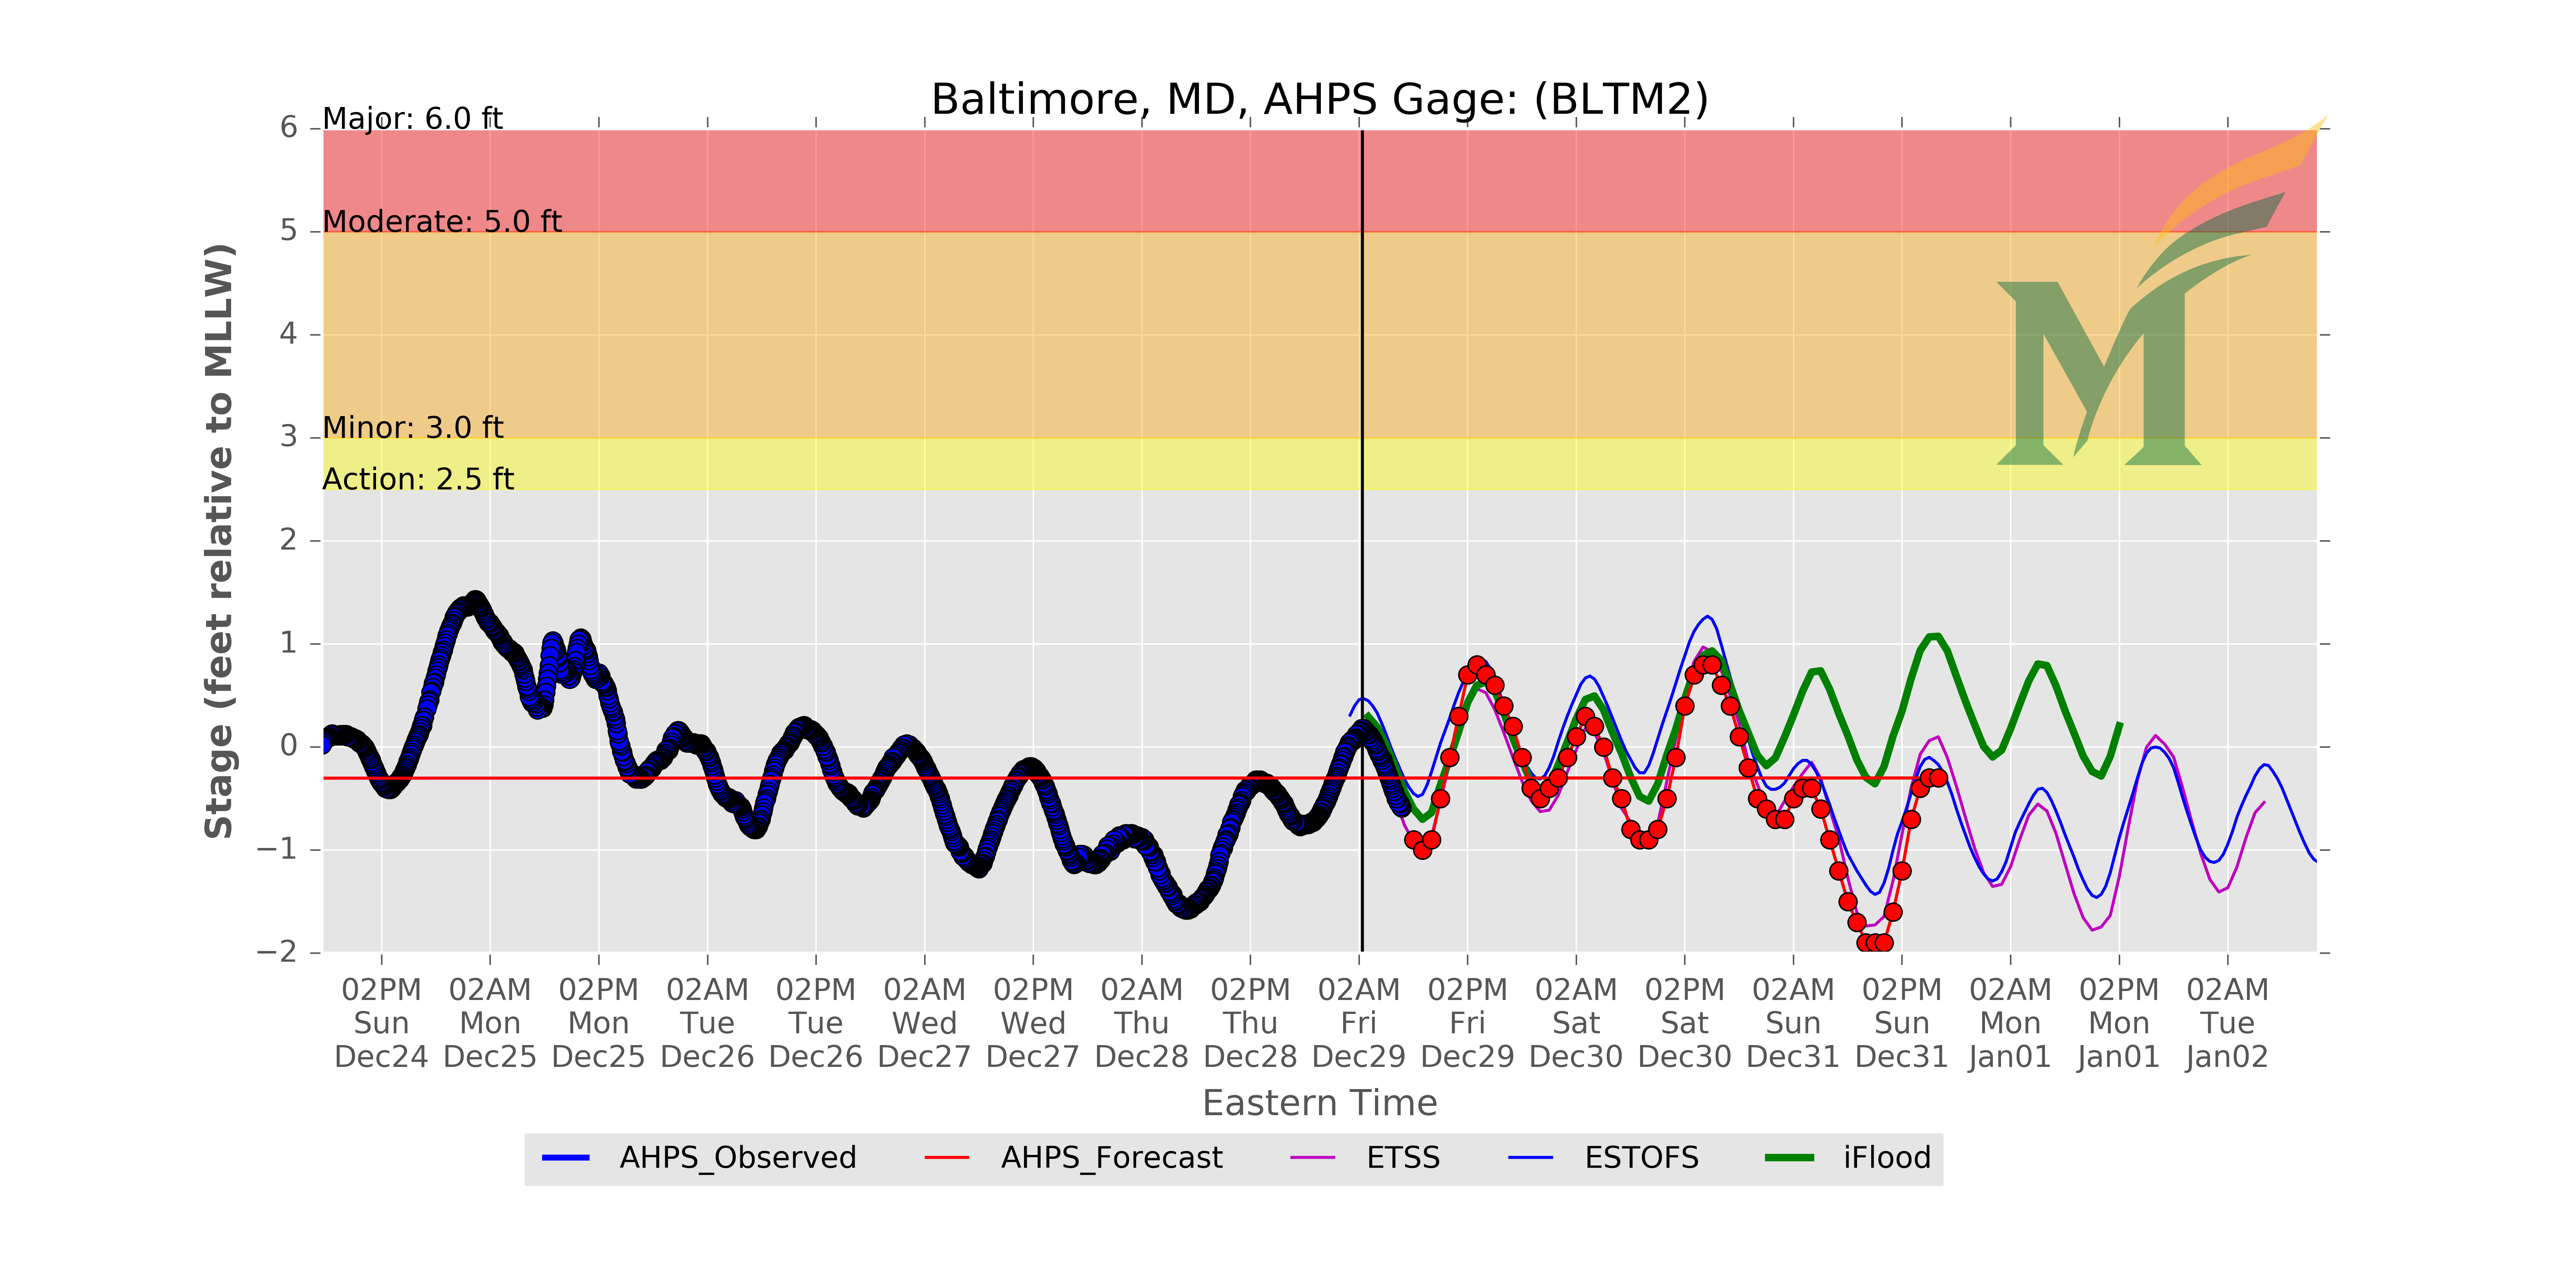 Baltimore, MD, AHPS Gage: (BLTM2)
Stage (feet relative to MLLW)
6
5
4
3
2
1
0
−1
−2
Major: 6.0 ft
Moderate: 5.0 ft
Minor: 3.0 ft
Action: 2.5 ft
M
02PM 02AM 02PM 02AM 02PM 02AM 02PM 02AM 02PM 02AM 02PM 02AM 02PM 02AM 02PM 02AM 02PM 02AM
Sun Mon Mon Tue Tue Wed Wed Thu Thu Fri Fri Sat Sat Sun Sun Mon Mon Tue
Dec24 Dec25 Dec25 Dec26 Dec26 Dec27 Dec27 Dec28 Dec28 Dec29 Dec29 Dec30 Dec30 Dec31 Dec31 Jan01 Jan01 Jan02
Eastern Time
AHPS_Observed AHPS_Forecast ETSS ESTOFS iFlood